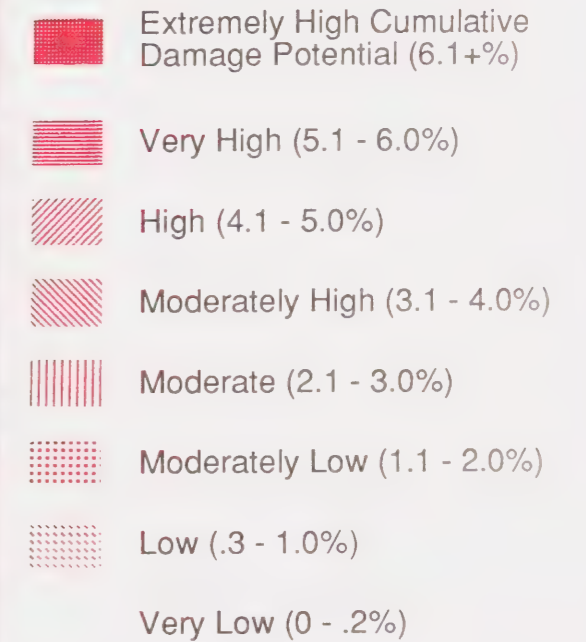 Extremely High Cumulative
Damage Potential (6.1+%)
Very High (5.1 - 6.0%)
High (4.1 - 5.0%)
Moderately High (3.1 - 4.0%)
Moderate (2.1 - 3.0%)
Moderately Low (1.1 - 2.0%)
Low (.3 - 1.0%)
Very Low (0 - .2%)